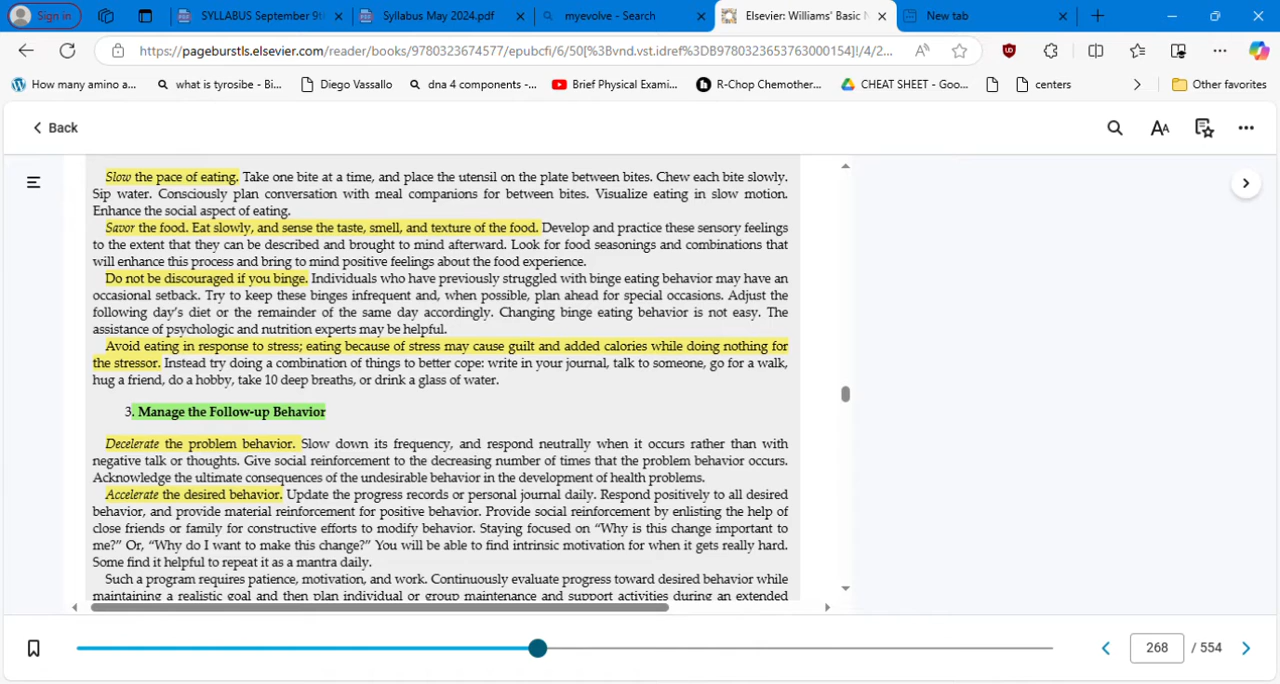 Sign in
SYLLABUS September 9th
Syllabus May 2024.pdf
myevolve - Search
Elsevier: Williams' Basic N
New tab
https://pageburstls.elsevier.com/reader/books/9780323674577/epubcfi/6/50[%3Bvnd.vst.idref%3DB9780323653763000154]!/4/2...
How many amino a...
what is tyrosibe - Bi...
Diego Vassallo
dna 4 components -...
Brief Physical Exami...
R-Chop Chemother...
CHEAT SHEET - Goo...
centers
Other favorites
Back
Slow the pace of eating. Take one bite at a time, and place the utensil on the plate between bites. Chew each bite slowly.
Sip water. Consciously plan conversation with meal companions for between bites. Visualize eating in slow motion.
Enhance the social aspect of eating.
Savor the food. Eat slowly, and sense the taste, smell, and texture of the food. Develop and practice these sensory feelings
to the extent that they can be described and brought to mind afterward. Look for food seasonings and combinations that
will enhance this process and bring to mind positive feelings about the food experience.
Do not be discouraged if you binge. Individuals who have previously struggled with binge eating behavior may have an
occasional setback. Try to keep these binges infrequent and, when possible, plan ahead for special occasions. Adjust the
following day's diet or the remainder of the same day accordingly. Changing binge eating behavior is not easy. The
assistance of psychologic and nutrition experts may be helpful.
Avoid eating in response to stress; eating because of stress may cause guilt and added calories while doing nothing for
the stressor. Instead try doing a combination of things to better cope: write in your journal, talk to someone, go for a walk,
hug a friend, do a hobby, take 10 deep breaths, or drink a glass of water.
3. Manage the Follow-up Behavior
Decelerate the problem behavior. Slow down its frequency, and respond neutrally when it occurs rather than with
negative talk or thoughts. Give social reinforcement to the decreasing number of times that the problem behavior occurs.
Acknowledge the ultimate consequences of the undesirable behavior in the development of health problems.
Accelerate the desired behavior. Update the progress records or personal journal daily. Respond positively to all desired
behavior, and provide material reinforcement for positive behavior. Provide social reinforcement by enlisting the help of
close friends or family for constructive efforts to modify behavior. Staying focused on “Why is this change important to
me?” Or, “Why do I want to make this change?” You will be able to find intrinsic motivation for when it gets really hard.
Some find it helpful to repeat it as a mantra daily.
Such a program requires patience, motivation, and work. Continuously evaluate progress toward desired behavior while
maintaining a realistic goal and then plan individual or group maintenance and support activities during an extended
268 / 554